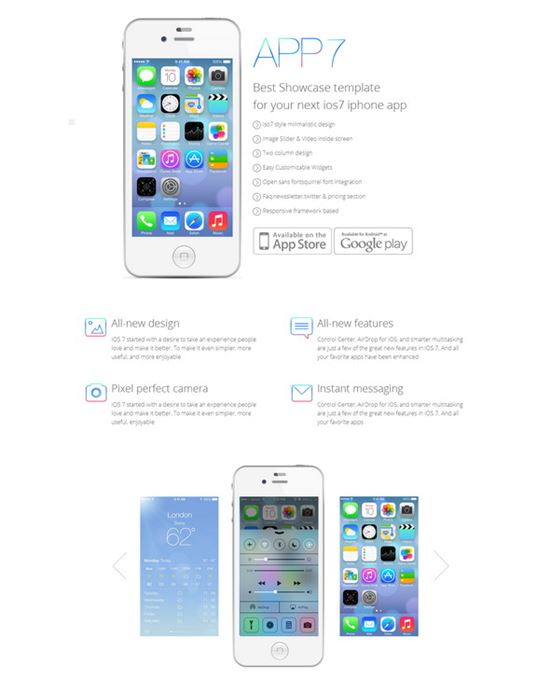 APP 7
Best Showcase template
for your next ios7 iphone app
Ios7 style milimalistic design
Image Slider & Video inside screen
Two column design
Easy Customizable Widgets
Open sans fontsquirrel font integration
Faq,newsletter,twitter & pricing section
Responsive framework based
Available on the
App Store
Available for Android™ at
Google play
All-new design
iOS 7 started with a desire to take an experience people
love and make it better. To make it even simpler, more
useful, and more enjoyable
All-new features
Control Center, AirDrop for iOS, and smarter multitasking
are just a few of the great new features in iOS 7. And all
your favorite apps have been enhanced
Pixel perfect camera
iOS 7 started with a desire to take an experience people
love and make it better. To make it even simpler, more
useful, enjoyable
Instant messaging
Control Center, AirDrop for iOS, and smarter multitasking
are just a few of the great new features in iOS 7. And all
your favorite apps
London
62°